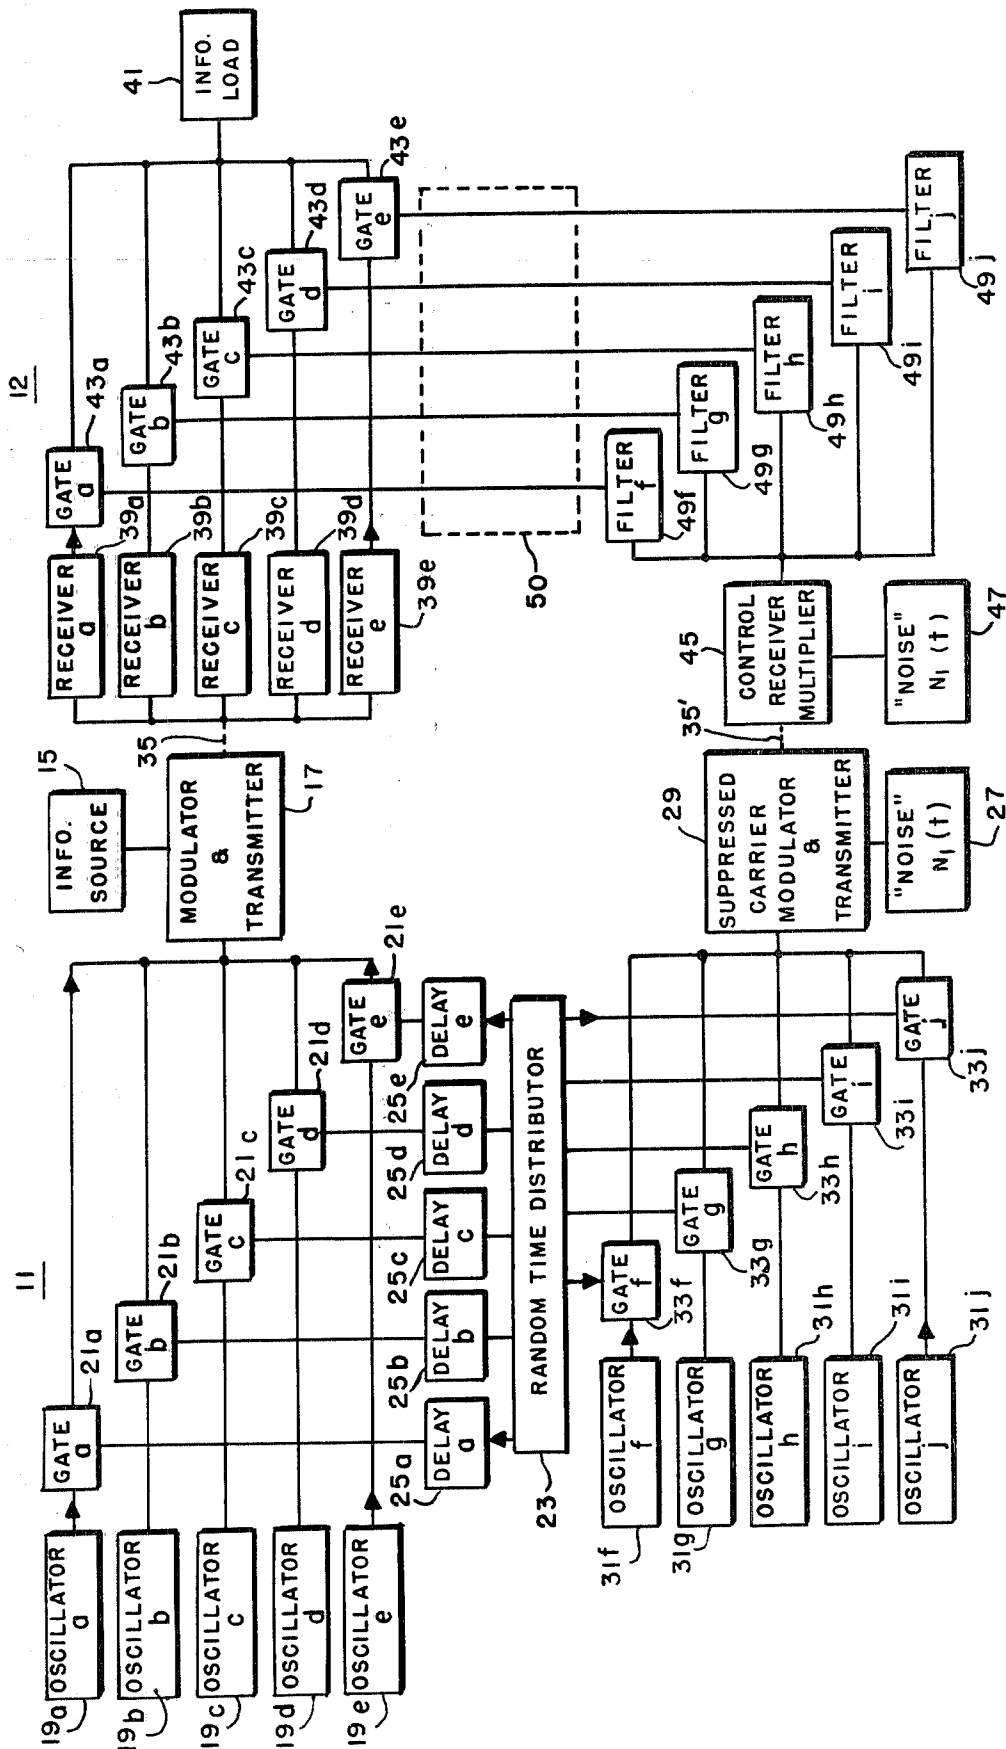 11
12
OSCILLATOR
a
19a
OSCILLATOR
b
19b
OSCILLATOR
c
19c
OSCILLATOR
d
19d
OSCILLATOR
e
19e
GATE
a
21a
GATE
b
21b
GATE
c
21c
GATE
d
21d
GATE
e
21e
DELAY
a
25a
DELAY
b
25b
DELAY
c
25c
DELAY
d
25d
DELAY
e
25e
RANDOM TIME DISTRIBUTOR
23
OSCILLATOR
f
31f
OSCILLATOR
g
31g
OSCILLATOR
h
31h
OSCILLATOR
i
31i
OSCILLATOR
j
31j
GATE
f
33f
GATE
g
33g
GATE
h
33h
GATE
i
33i
GATE
j
33j
INFO.
SOURCE
15
MODULATOR
&
TRANSMITTER
17
35
SUPPRESSED
CARRIER
MODULATOR
&
TRANSMITTER
29
"NOISE"
N1 (t)
27
35'
RECEIVER
a
39a
RECEIVER
b
39b
RECEIVER
c
39c
RECEIVER
d
39d
RECEIVER
e
39e
GATE
a
43a
GATE
b
43b
GATE
c
43c
GATE
d
43d
GATE
e
43e
INFO.
LOAD
41
50
CONTROL
RECEIVER
MULTIPLIER
45
"NOISE"
N1 (t)
47
FILTER
f
49f
FILTER
g
49g
FILTER
h
49h
FILTER
i
49i
FILTER
j
49j